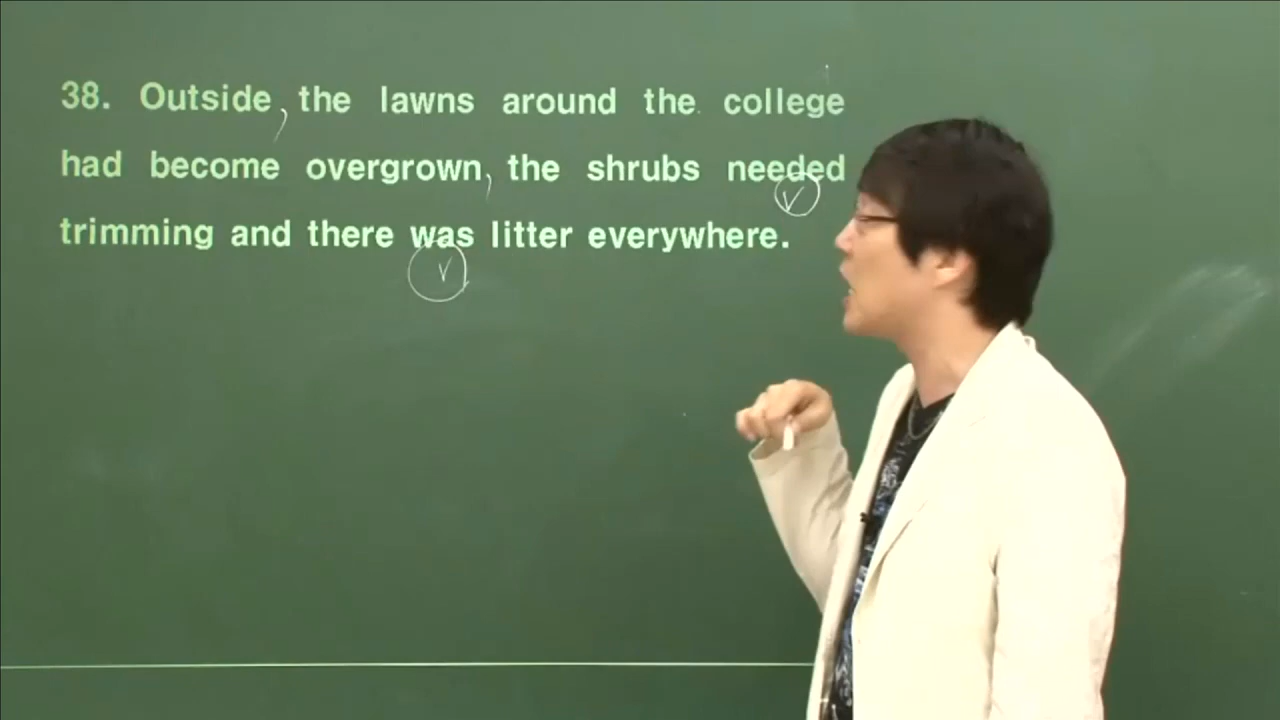 38. Outside, the lawns around the college
had become overgrown, the shrubs needed
V
trimming and there was litter everywhere.
V